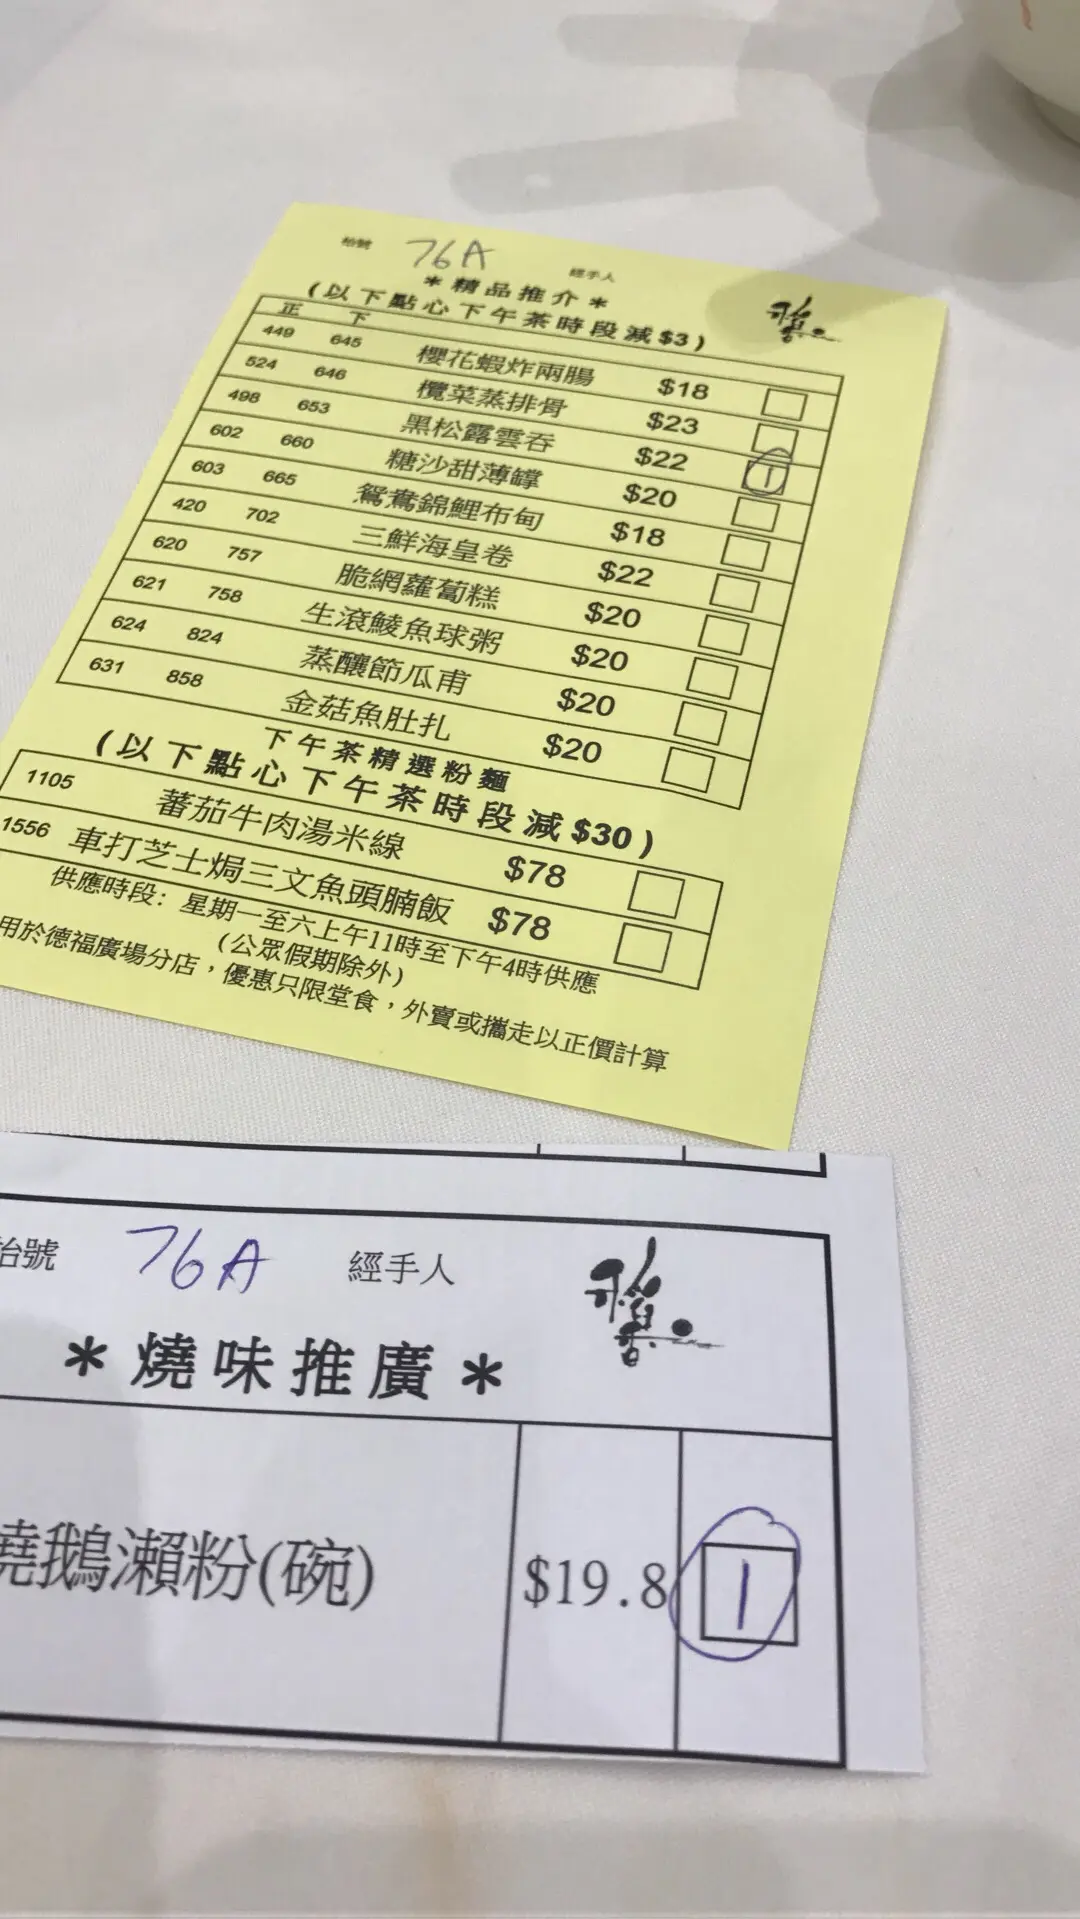 枱號 76A 經手人
*精品推介*
(以下點心下午茶時段減$3)
正 下
449 645 櫻花蝦炸兩腸 $18
524 646 欖菜蒸排骨 $23
498 653 黑松露雲吞 $22 1
602 660 糖沙甜薄罉 $20
603 665 鴛鴦錦鯉布甸 $18
420 702 三鮮海皇卷 $22
620 757 脆網蘿蔔糕 $20
621 758 生滾鯪魚球粥 $20
624 824 蒸釀節瓜甫 $20
631 858 金菇魚肚扎 $20
下午茶精選粉麵
(以下點心下午茶時段減$30)
1105 蕃茄牛肉湯米線 $78
1556 車打芝士焗三文魚頭腩飯 $78
供應時段: 星期一至六上午11時至下午4時供應
(公眾假期除外)
用於德福廣場分店，優惠只限堂食，外賣或攜走以正價計算
枱號 76A 經手人
*燒味推廣*
燒鵝瀨粉(碗) $19.8 1